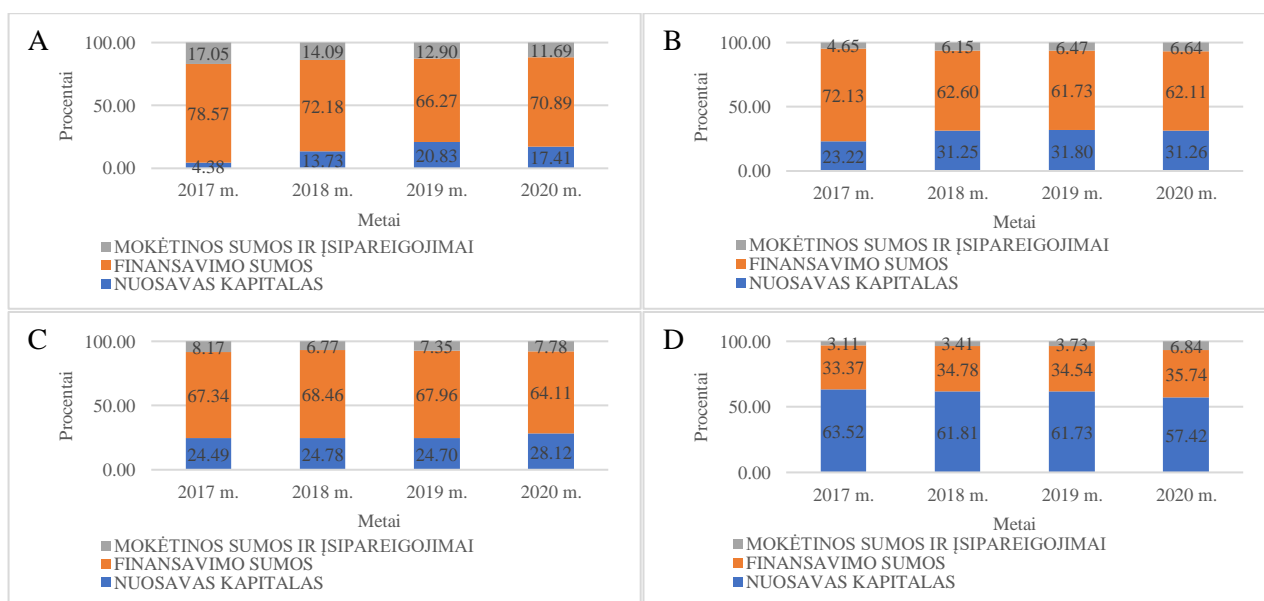 A
100.00
50.00
0.00
Procentai
17.05 14.09 12.90 11.69
78.57 72.18 66.27 70.89
4.38 13.73 20.83 17.41
2017 m. 2018 m. 2019 m. 2020 m.
Metai
MOKĖTINOS SUMOS IR ĮSIPAREIGOJIMAI
FINANSAVIMO SUMOS
NUOSAVAS KAPITALAS
B
100.00
50.00
0.00
Procentai
4.65 6.15 6.47 6.64
72.13 62.60 61.73 62.11
23.22 31.25 31.80 31.26
2017 m. 2018 m. 2019 m. 2020 m.
Metai
MOKĖTINOS SUMOS IR ĮSIPAREIGOJIMAI
FINANSAVIMO SUMOS
NUOSAVAS KAPITALAS
C
100.00
50.00
0.00
Procentai
8.17 6.77 7.35 7.78
67.34 68.46 67.96 64.11
24.49 24.78 24.70 28.12
2017 m. 2018 m. 2019 m. 2020 m.
Metai
MOKĖTINOS SUMOS IR ĮSIPAREIGOJIMAI
FINANSAVIMO SUMOS
NUOSAVAS KAPITALAS
D
100.00
50.00
0.00
Procentai
3.11 3.41 3.73 6.84
33.37 34.78 34.54 35.74
63.52 61.81 61.73 57.42
2017 m. 2018 m. 2019 m. 2020 m.
Metai
MOKĖTINOS SUMOS IR ĮSIPAREIGOJIMAI
FINANSAVIMO SUMOS
NUOSAVAS KAPITALAS